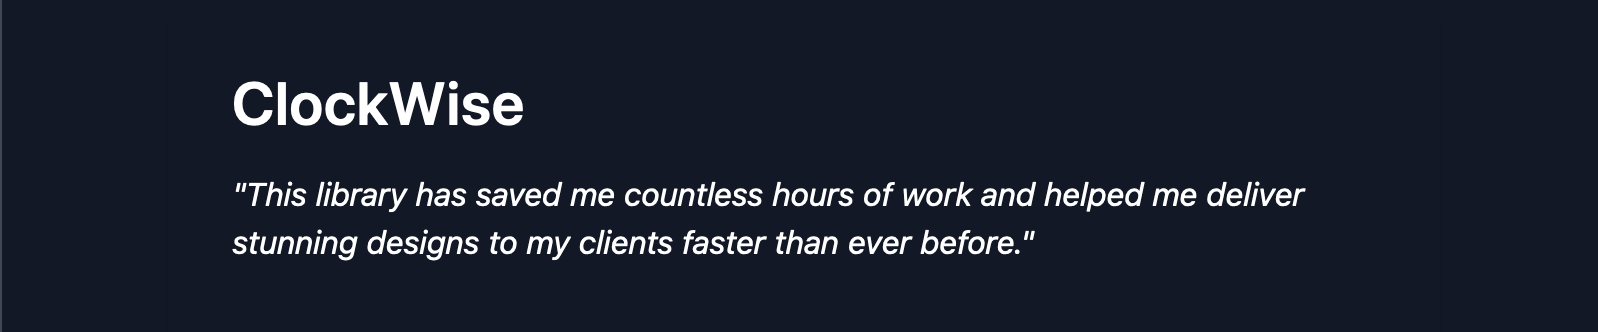 ClockWise
"This library has saved me countless hours of work and helped me deliver
stunning designs to my clients faster than ever before."